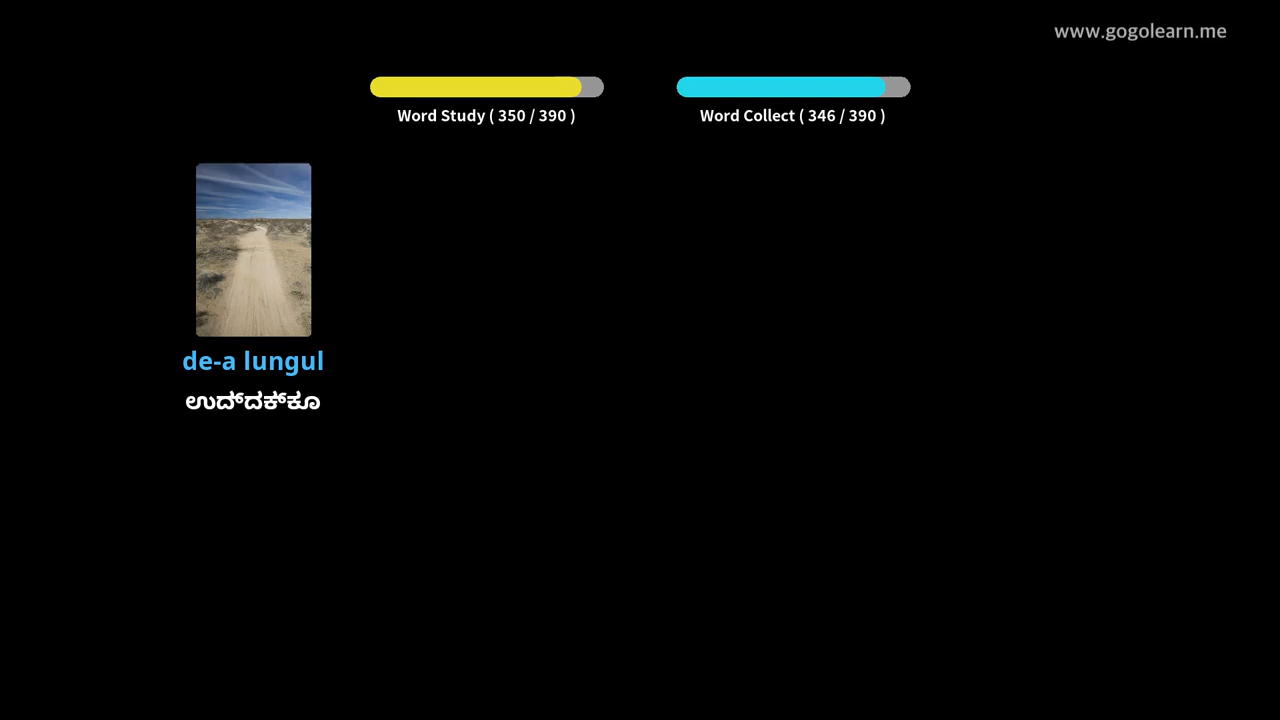 www.gogolearn.me
Word Study ( 350 / 390 )
Word Collect ( 346 / 390 )
de-a lungul
ಉದ್‌ದಕ್‌ಕೂ